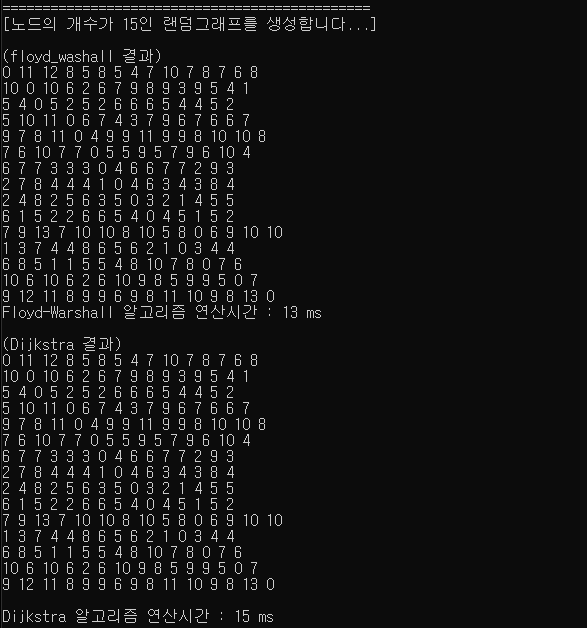 ==============================================
[노드의 개수가 15인 랜덤그래프를 생성합니다...]
(floyd_washall 결과)
0 11 12 8 5 8 5 4 7 10 7 8 7 6 8
10 0 10 6 2 6 7 9 8 9 3 9 5 4 1
5 4 0 5 2 5 2 6 6 6 5 4 4 5 2
5 10 11 0 6 7 4 3 7 9 6 7 6 6 7
9 7 8 11 0 4 9 9 11 9 9 8 10 10 8
7 6 10 7 7 0 5 5 9 5 7 9 6 10 4
6 7 7 3 3 3 0 4 6 6 7 7 2 9 3
2 7 8 4 4 4 1 0 4 6 3 4 3 8 4
2 4 8 2 5 6 3 5 0 3 2 1 4 5 5
6 1 5 2 2 6 6 5 4 0 4 5 1 5 2
7 9 13 7 10 10 8 10 5 8 0 6 9 10 10
1 3 7 4 4 8 6 5 6 2 1 0 3 4 4
6 8 5 1 1 5 5 4 8 10 7 8 0 7 6
10 6 10 6 2 6 10 9 8 5 9 9 5 0 7
9 12 11 8 9 9 6 9 8 11 10 9 8 13 0
Floyd-Warshall 알고리즘 연산시간 : 13 ms
(Dijkstra 결과)
0 11 12 8 5 8 5 4 7 10 7 8 7 6 8
10 0 10 6 2 6 7 9 8 9 3 9 5 4 1
5 4 0 5 2 5 2 6 6 6 5 4 4 5 2
5 10 11 0 6 7 4 3 7 9 6 7 6 6 7
9 7 8 11 0 4 9 9 11 9 9 8 10 10 8
7 6 10 7 7 0 5 5 9 5 7 9 6 10 4
6 7 7 3 3 3 0 4 6 6 7 7 2 9 3
2 7 8 4 4 4 1 0 4 6 3 4 3 8 4
2 4 8 2 5 6 3 5 0 3 2 1 4 5 5
6 1 5 2 2 6 6 5 4 0 4 5 1 5 2
7 9 13 7 10 10 8 10 5 8 0 6 9 10 10
1 3 7 4 4 8 6 5 6 2 1 0 3 4 4
6 8 5 1 1 5 5 4 8 10 7 8 0 7 6
10 6 10 6 2 6 10 9 8 5 9 9 5 0 7
9 12 11 8 9 9 6 9 8 11 10 9 8 13 0
Dijkstra 알고리즘 연산시간 : 15 ms